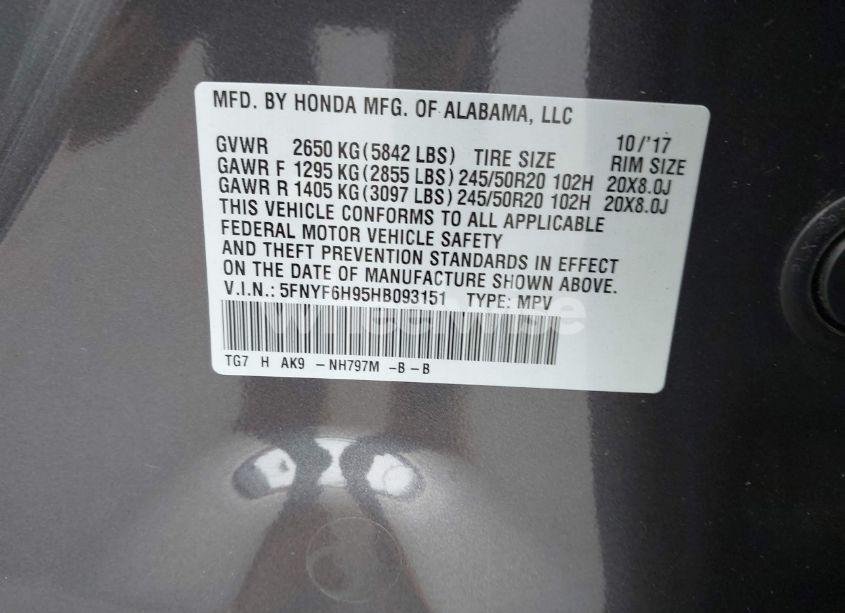 MFD. BY HONDA MFG. OF ALABAMA, LLC
10/'17
GVWR 2650 KG(5842 LBS) TIRE SIZE RIM SIZE
GAWR F 1295 KG(2855 LBS) 245/50R20 102H 20X8.0J
GAWR R 1405 KG(3097 LBS) 245/50R20 102H 20X8.0J
THIS VEHICLE CONFORMS TO ALL APPLICABLE
FEDERAL MOTOR VEHICLE SAFETY
AND THEFT PREVENTION STANDARDS IN EFFECT
ON THE DATE OF MANUFACTURE SHOWN ABOVE.
V.I.N.: 5FNYF6H95HB093151 TYPE: MPV
TG7 H AK9 -NH797M -B-B